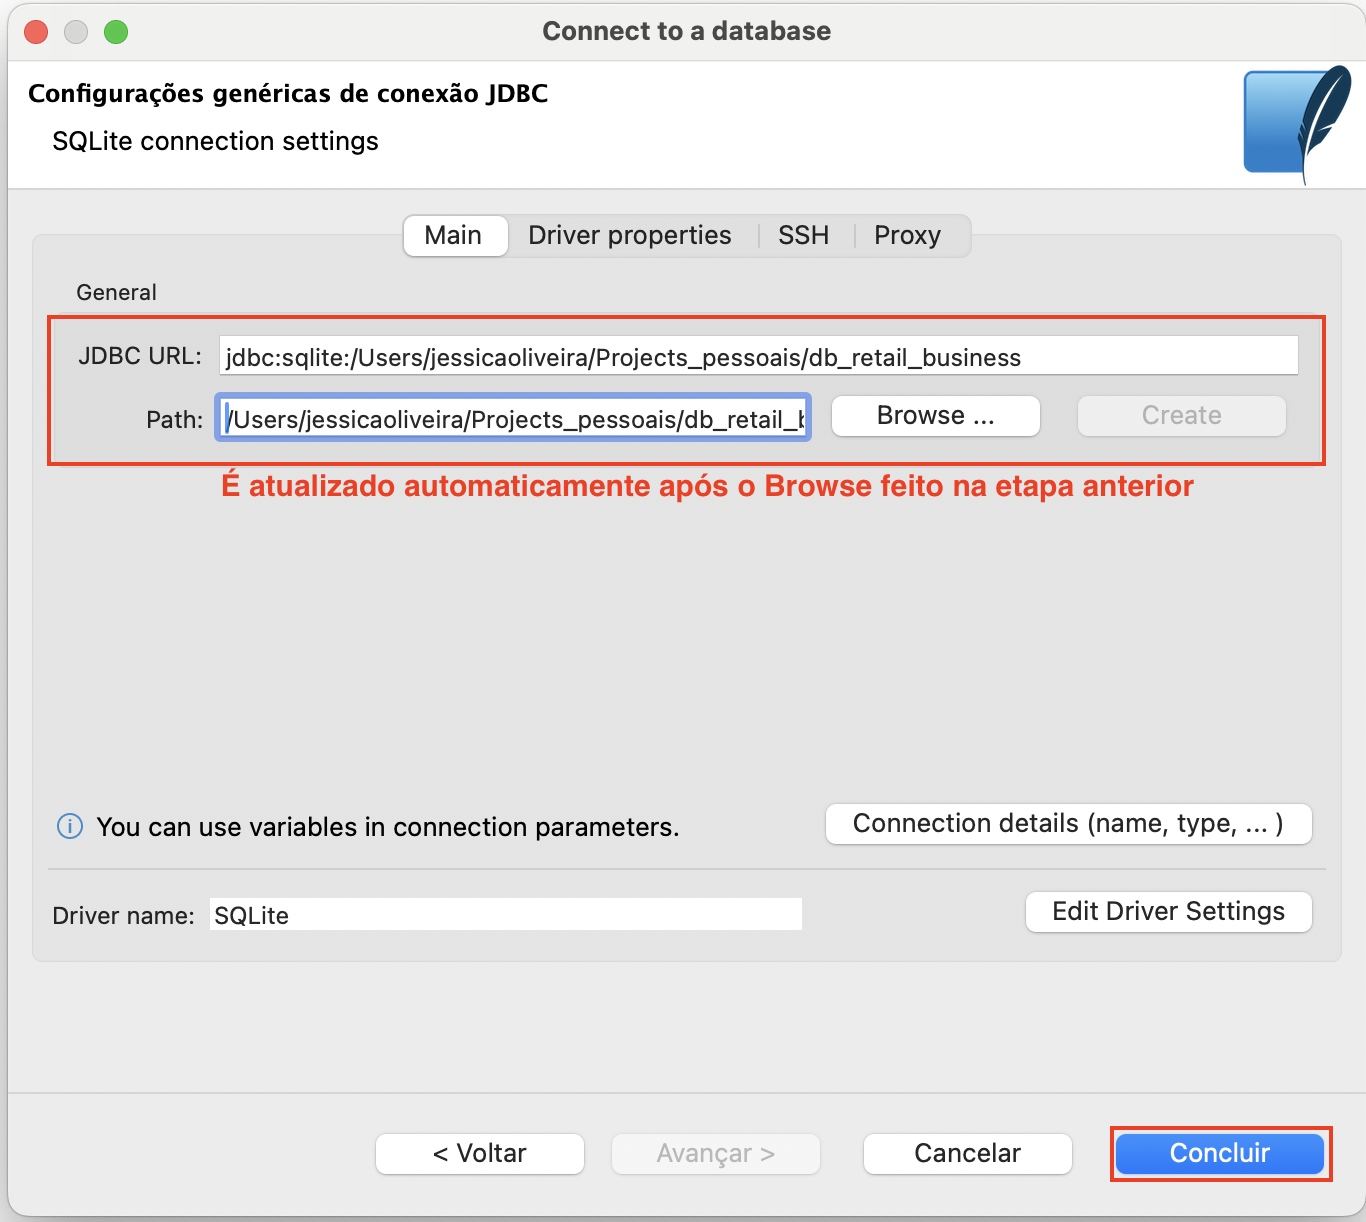 Connect to a database
Configurações genéricas de conexão JDBC
SQLite connection settings
Main Driver properties SSH Proxy
General
JDBC URL: jdbc:sqlite:/Users/jessicaoliveira/Projects_pessoais/db_retail_business
Path: /Users/jessicaoliveira/Projects_pessoais/db_retail_b Browse ... Create
É atualizado automaticamente após o Browse feito na etapa anterior
You can use variables in connection parameters. Connection details (name, type, ... )
Driver name: SQLite Edit Driver Settings
< Voltar Avançar > Cancelar Concluir